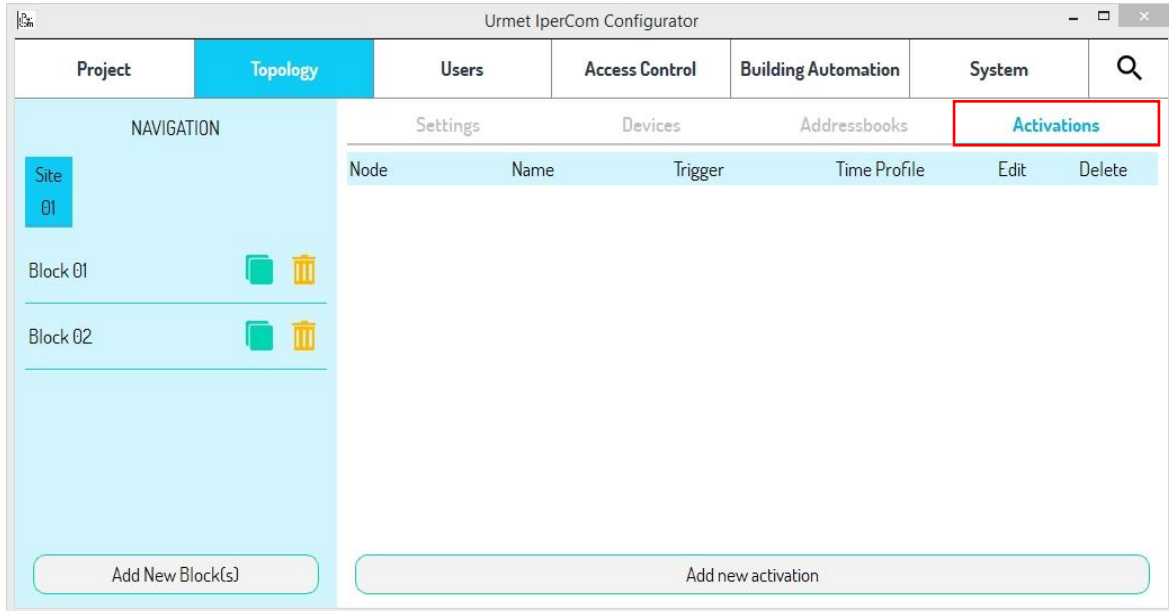 Urmet IperCom Configurator
Project Topology Users Access Control Building Automation System
NAVIGATION
Settings Devices Addressbooks Activations
Site
01
Node Name Trigger Time Profile Edit Delete
Block 01
Block 02
Add New Block(s)
Add new activation